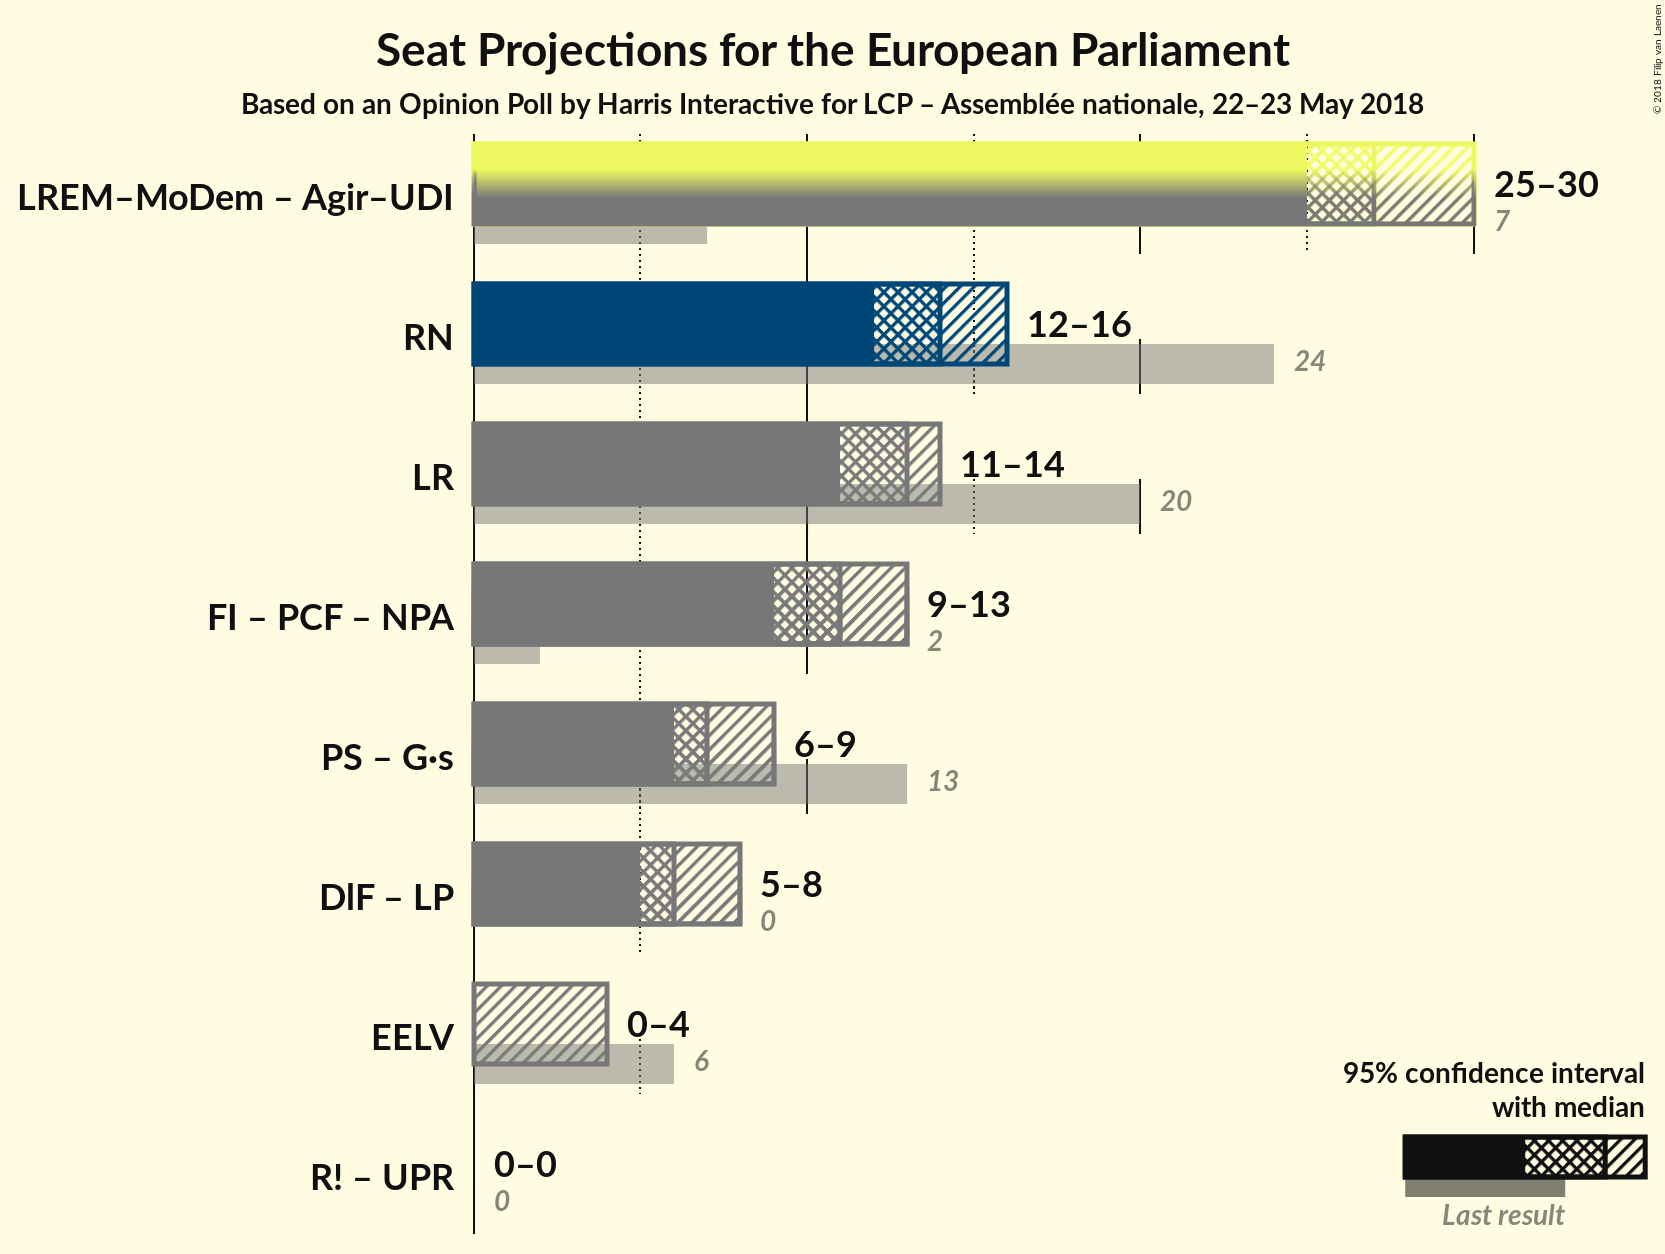 Seat Projections for the European Parliament
Based on an Opinion Poll by Harris Interactive for LCP – Assemblée nationale, 22–23 May 2018
© 2018 Filip van Laenen
LREM–MoDem – Agir–UDI
25–30
7
RN
12–16
24
LR
11–14
20
FI – PCF – NPA
9–13
2
PS – G·s
6–9
13
DlF – LP
5–8
0
EELV
0–4
6
R! – UPR
0–0
0
95% confidence interval
with median
Last result